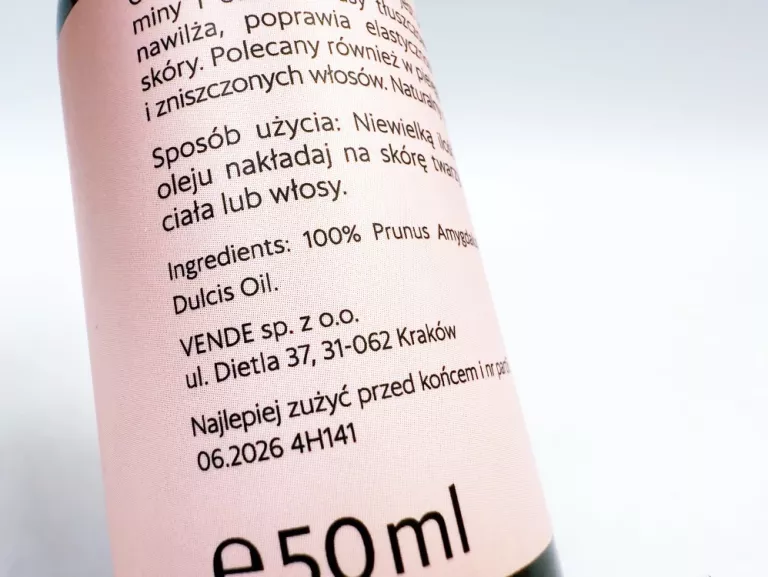 miny i
nawilża, poprawia
skóry. Polecany również w
i zniszczonych włosów.
Sposób użycia: Niewielką
oleju nakładaj na skórę
ciała lub włosy.
Ingredients: 100% Prunus
Dulcis Oil.
VENDE sp. z o.o.
ul. Dietla 37, 31-062 Kraków
Najlepiej zużyć przed końcem i nr
06.2026 4H141
℮50ml